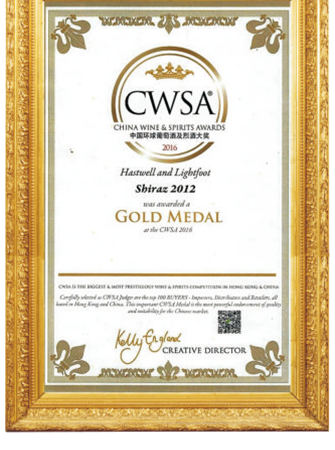 CWSA®
CHINA WINE & SPIRITS AWARDS
中国环球葡萄酒及烈酒大奖
2016
Hastwell and Lightfoot
Shiraz 2012
was awarded a
GOLD MEDAL
at the CWSA 2016
CWSA IS THE BIGGEST & MOST PRESTIGIOUS WINE & SPIRITS COMPETITION IN HONG KONG & CHINA
Carefully selected as CWSA Judges are the top 100 BUYERS - Importers, Distributors and Retailers, all
based in Hong Kong and China. This important CWSA Medal is the most powerful endorsement of quality
and suitability for the Chinese market.
Kelly England
CREATIVE DIRECTOR